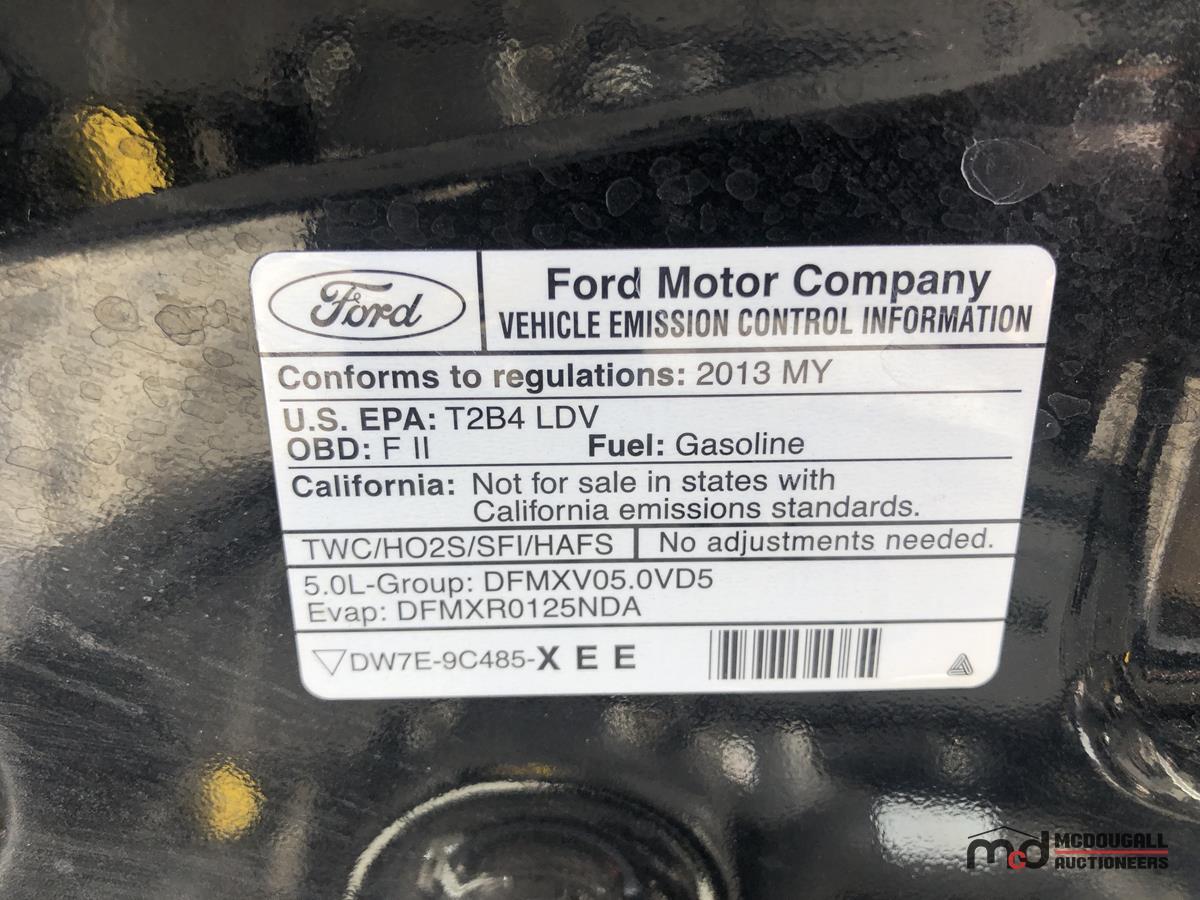 Ford
Ford Motor Company
VEHICLE EMISSION CONTROL INFORMATION
Conforms to regulations: 2013 MY
U.S. EPA: T2B4 LDV
OBD: F II Fuel: Gasoline
California: Not for sale in states with
California emissions standards.
TWC/HO2S/SFI/HAFS No adjustments needed.
5.0L-Group: DFMXV05.0VD5
Evap: DFMXR0125NDA
DW7E-9C485-X E E
mcd MCDOUGALL
AUCTIONEERS